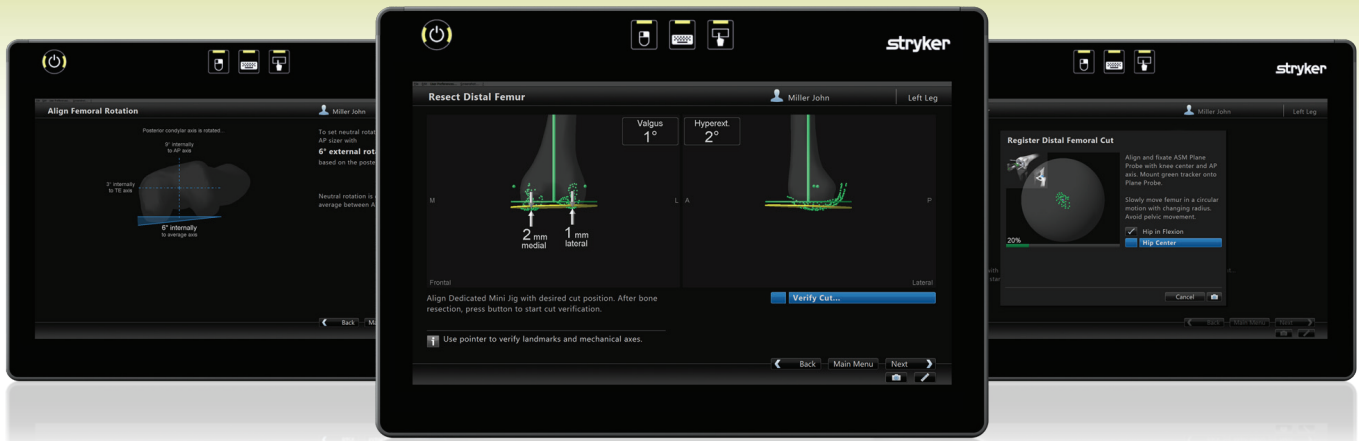 stryker
Align Femoral Rotation
Miller John
Posterior condylar axis is rotated...
9° internally
to AP axis
3° internally
to TE axis
6° internally
to average axis
To set neutral rotat
AP sizer with
6° external rot
based on the poste
Neutral rotation is
average between A
Back
stryker
Resect Distal Femur
Miller John
Left Leg
Valgus
1°
Hyperext.
2°
M
L
A
P
2 mm
medial
1 mm
lateral
Frontal
Lateral
Align Dedicated Mini Jig with desired cut position. After bone
resection, press button to start cut verification.
Verify Cut...
Use pointer to verify landmarks and mechanical axes.
Back
Main Menu
Next
stryker
Miller John
Left Leg
Register Distal Femoral Cut
Align and fixate ASM Plane
Probe with knee center and AP
axis. Mount green tracker onto
Plane Probe.
Slowly move femur in a circular
motion with changing radius.
Avoid pelvic movement.
Hip in Flexion
Hip Center
20%
Cancel
Back
Main Menu
Next